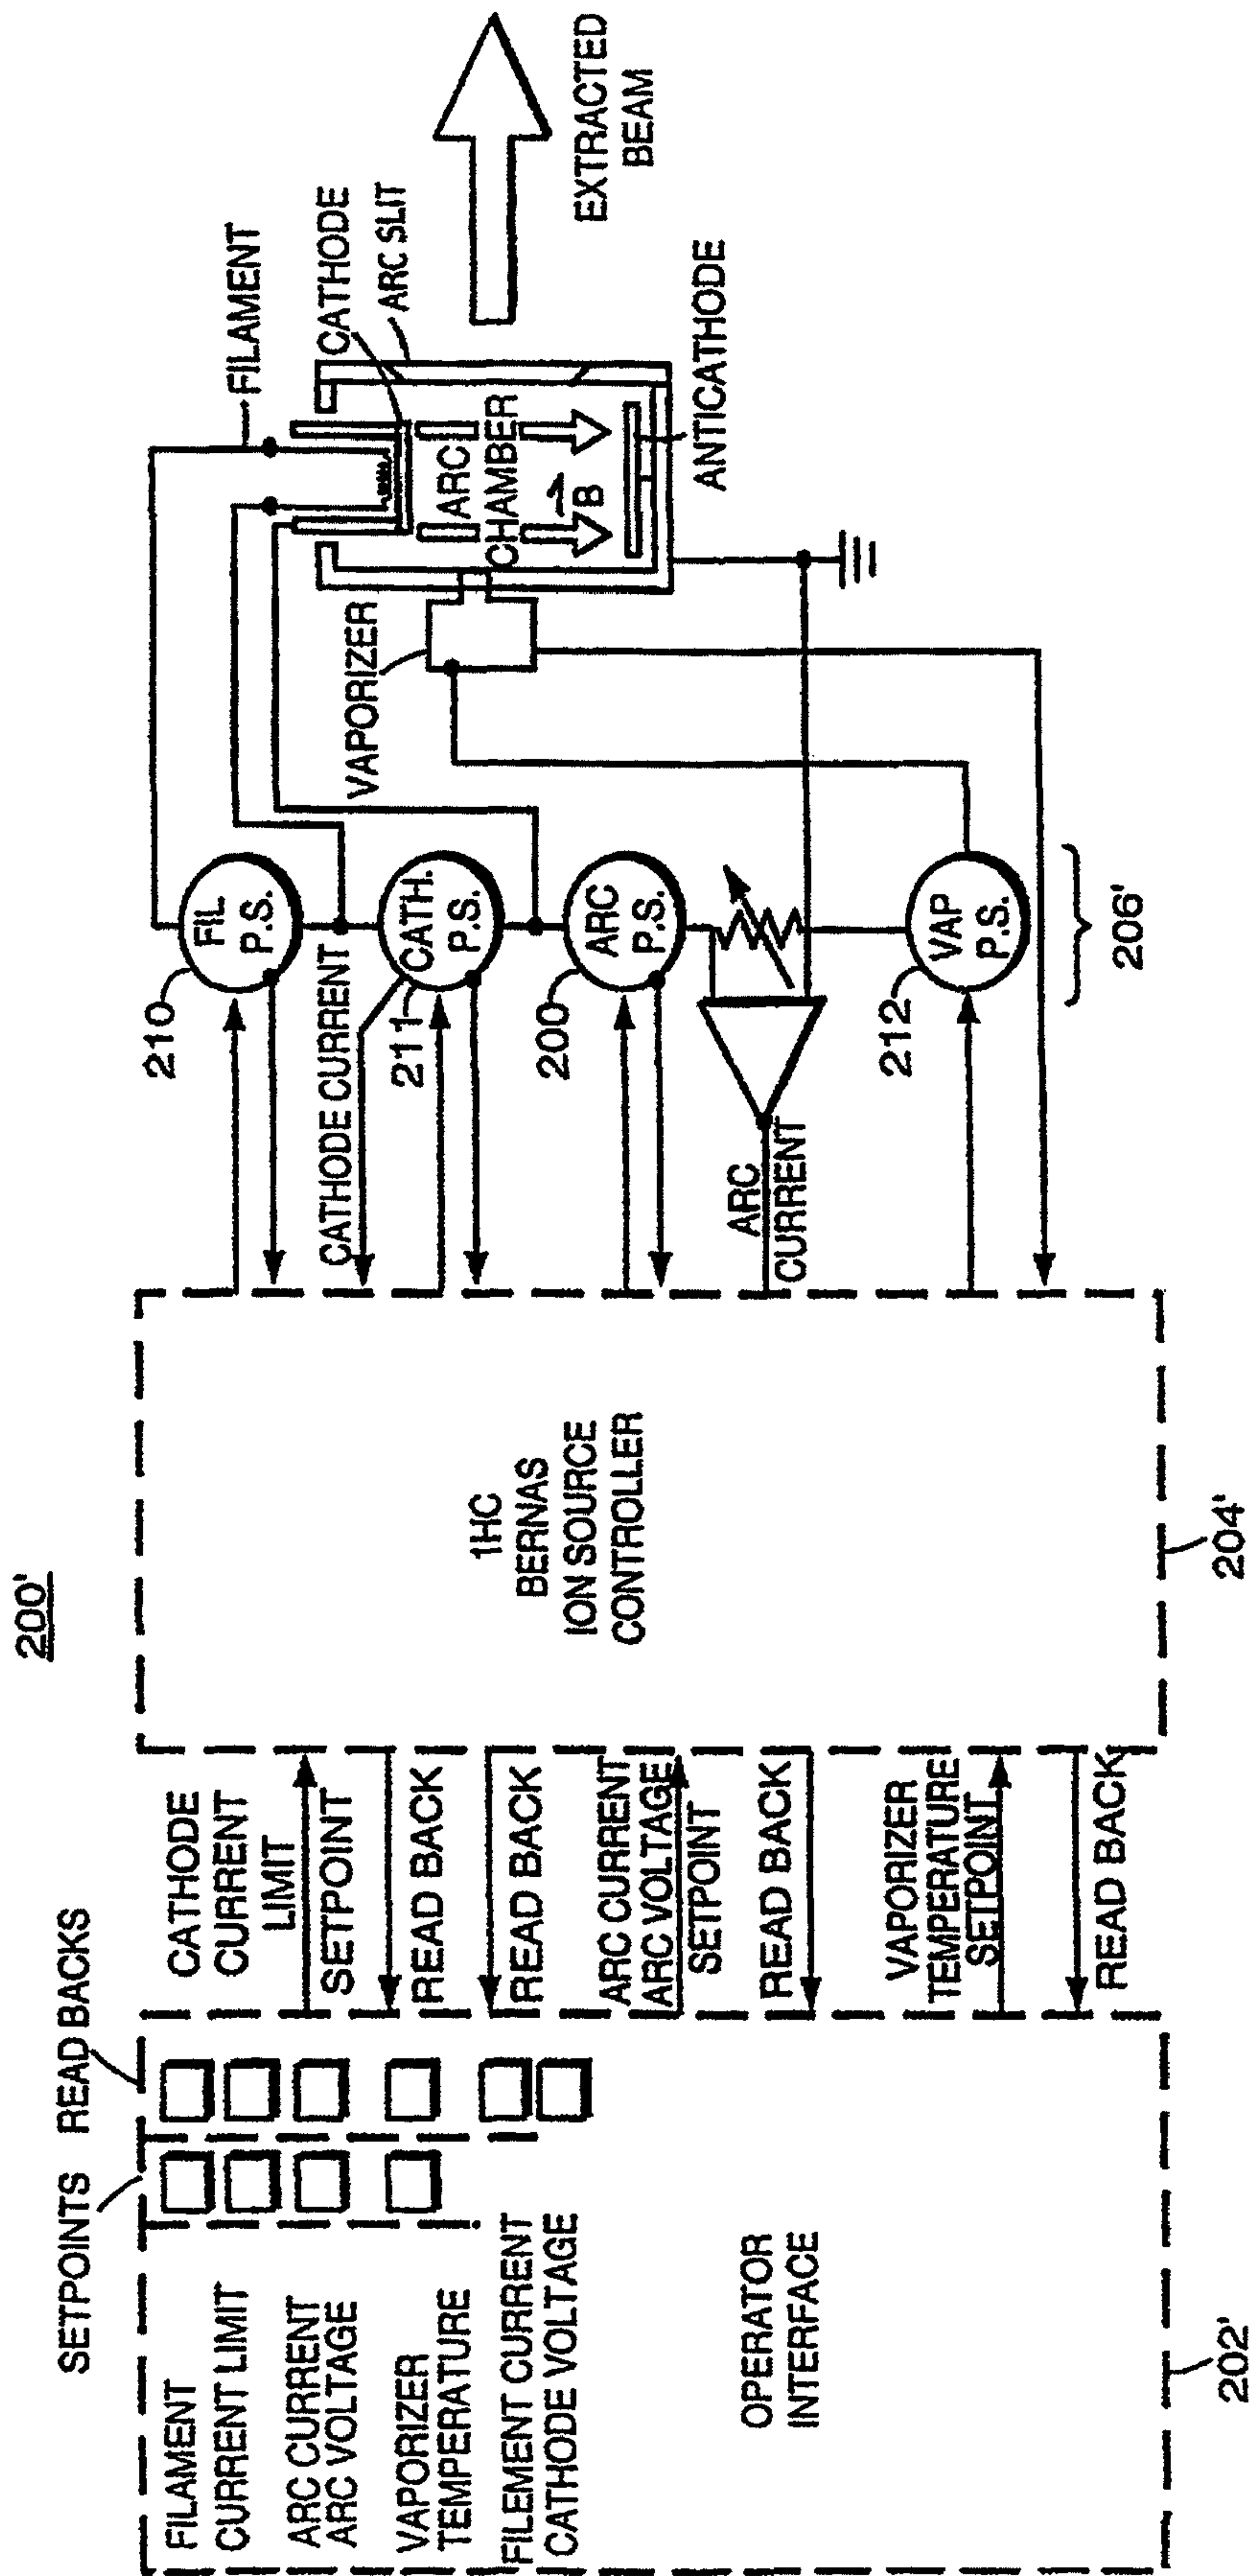 200'
SETPOINTS
READ BACKS
FILAMENT
CURRENT LIMIT
ARC CURRENT
ARC VOLTAGE
VAPORIZER
TEMPERATURE
FILEMENT CURRENT
CATHODE VOLTAGE
OPERATOR
INTERFACE
202'
CATHODE
CURRENT
LIMIT
SETPOINT
READ BACK
READ BACK
ARC CURRENT
ARC VOLTAGE
SETPOINT
READ BACK
VAPORIZER
TEMPERATURE
SETPOINT
READ BACK
1HC
BERNAS
ION SOURCE
CONTROLLER
204'
210
FIL
P.S.
CATHODE CURRENT
211
CATH.
P.S.
200
ARC
P.S.
ARC
CURRENT
212
VAP
P.S.
206'
VAPORIZER
FILAMENT
CATHODE
ARC SLIT
ARC
CHAMBER
B
ANTICATHODE
EXTRACTED
BEAM